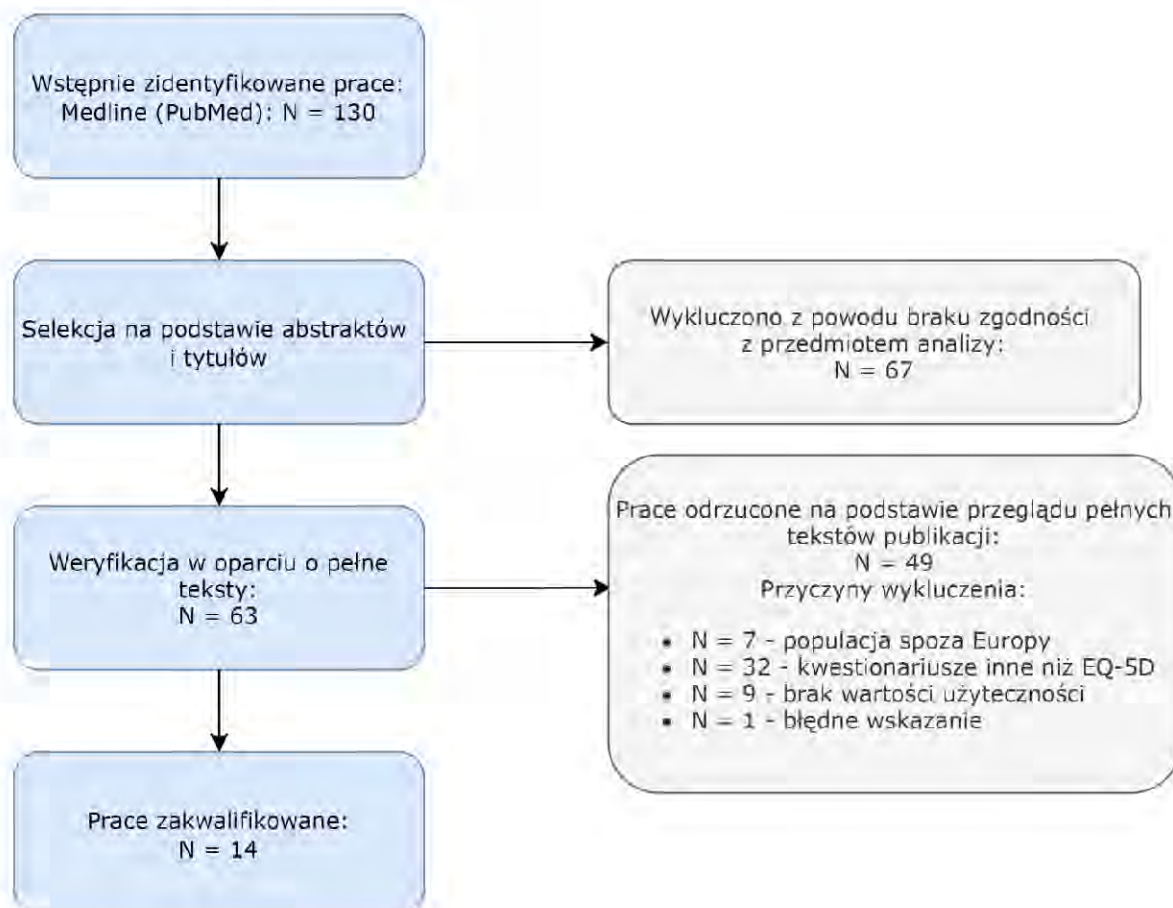 Wstępnie zidentyfikowane prace:
Medline (PubMed): N = 130
Selekcja na podstawie abstraktów
i tytułów
Wykluczono z powodu braku zgodności
z przedmiotem analizy:
N = 67
Weryfikacja w oparciu o pełne
teksty:
N = 63
Prace odrzucone na podstawie przeglądu pełnych
tekstów publikacji:
N = 49
Przyczyny wykluczenia:
• N = 7 - populacja spoza Europy
• N = 32 - kwestionariusze inne niż EQ-5D
• N = 9 - brak wartości użyteczności
• N = 1 - błędne wskazanie
Prace zakwalifikowane:
N = 14